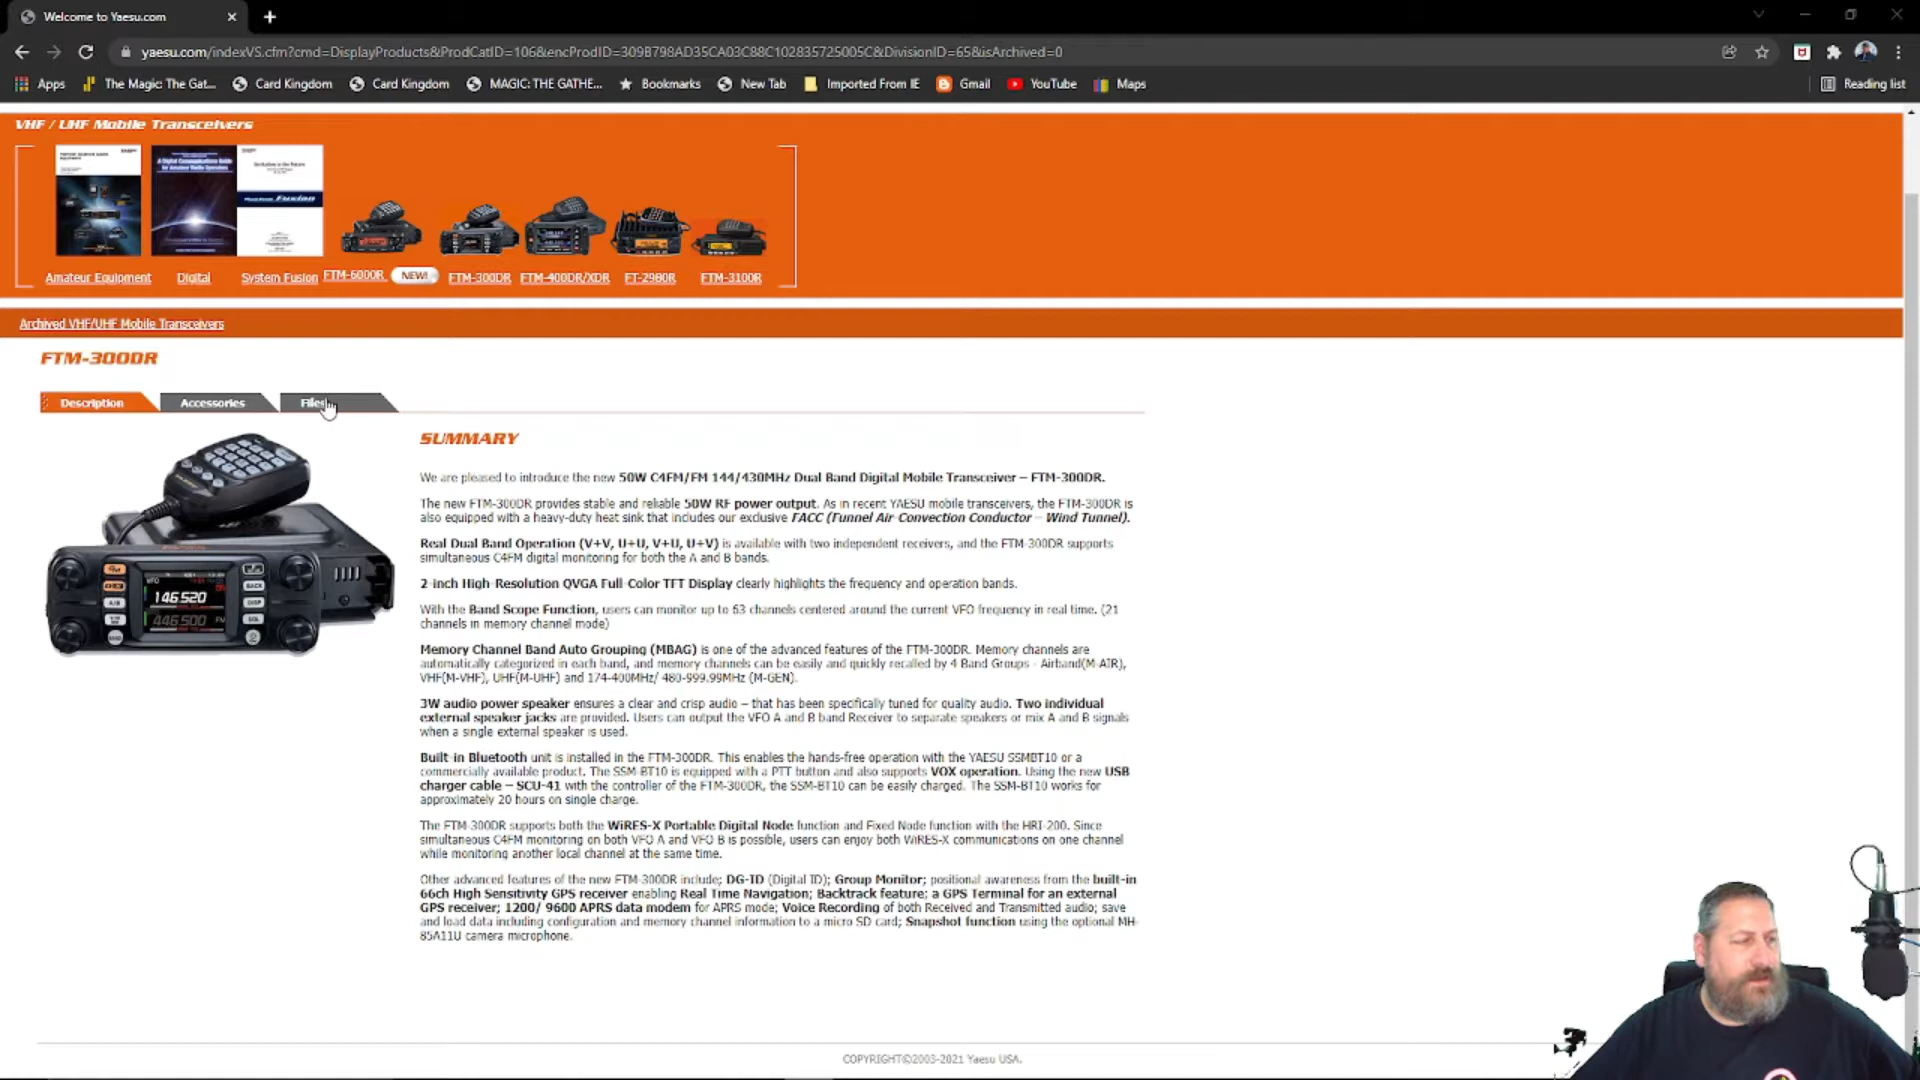 Welcome to Yaesu.com
yaesu.com/indexVS.cfm?cmd=DisplayProducts&ProdCatID=106&encProdID=309B798AD35CA03C88C102835725005C&DivisionID=65&isArchived=0
Apps The Magic: The Gat... Card Kingdom Card Kingdom MAGIC: THE GATHE... Bookmarks New Tab Imported From IE Gmail YouTube Maps Reading list
VHF / UHF Mobile Transceivers
Amateur Equipment Digital System Fusion FTM-6000R NEW! FTM-300DR FTM-400DR/XDR FT-2980R FTM-3100R
Archived VHF/UHF Mobile Transceivers
FTM-300DR
Description Accessories Files
SUMMARY
We are pleased to introduce the new 50W C4FM/FM 144/430MHz Dual Band Digital Mobile Transceiver – FTM-300DR.
The new FTM-300DR provides stable and reliable 50W RF power output. As in recent YAESU mobile transceivers, the FTM-300DR is
also equipped with a heavy-duty heat sink that includes our exclusive FACC (Funnel Air-Convection Conductor – Wind Tunnel).
Real Dual Band Operation (V+V, U+U, V+U, U+V) is available with two independent receivers, and the FTM-300DR supports
simultaneous C4FM digital monitoring for both the A and B bands.
2-inch High-Resolution QVGA Full-Color TFT Display clearly highlights the frequency and operation bands.
With the Band Scope Function, users can monitor up to 63 channels centered around the current VFO frequency in real time. (21
channels in memory channel mode)
Memory Channel Band Auto Grouping (MBAG) is one of the advanced features of the FTM-300DR. Memory channels are
automatically categorized in each band, and memory channels can be easily and quickly recalled by 4 Band Groups - Airband(M-AIR),
VHF(M-VHF), UHF(M-UHF) and 174-400MHz/ 480-999.99MHz (M-GEN).
3W audio power speaker ensures a clear and crisp audio – that has been specifically tuned for quality audio. Two individual
external speaker jacks are provided. Users can output the VFO A and B band Receiver to separate speakers or mix A and B signals
when a single external speaker is used.
Built-in Bluetooth unit is installed in the FTM-300DR. This enables the hands-free operation with the YAESU SSMBT10 or a
commercially available product. The SSM-BT10 is equipped with a PTT button and also supports VOX operation. Using the new USB
charger cable – SCU-41 with the controller of the FTM-300DR, the SSM-BT10 can be easily charged. The SSM-BT10 works for
approximately 20 hours on single charge.
The FTM-300DR supports both the WiRES-X Portable Digital Node function and Fixed Node function with the HRI-200. Since
simultaneous C4FM monitoring on both VFO A and VFO B is possible, users can enjoy both WiRES-X communications on one channel
while monitoring another local channel at the same time.
Other advanced features of the new FTM-300DR include; DG-ID (Digital ID); Group Monitor; positional awareness from the built-in
66ch High Sensitivity GPS receiver enabling Real Time Navigation; Backtrack feature; a GPS Terminal for an external
GPS receiver; 1200/ 9600 APRS data modem for APRS mode; Voice Recording of both Received and Transmitted audio; save
and load data including configuration and memory channel information to a micro SD card; Snapshot function using the optional MH-
85A11U camera microphone.
A/B
BACK
DISP
SQL
VFO
146.520
446.500 FM
COPYRIGHT©2003-2021 Yaesu USA.